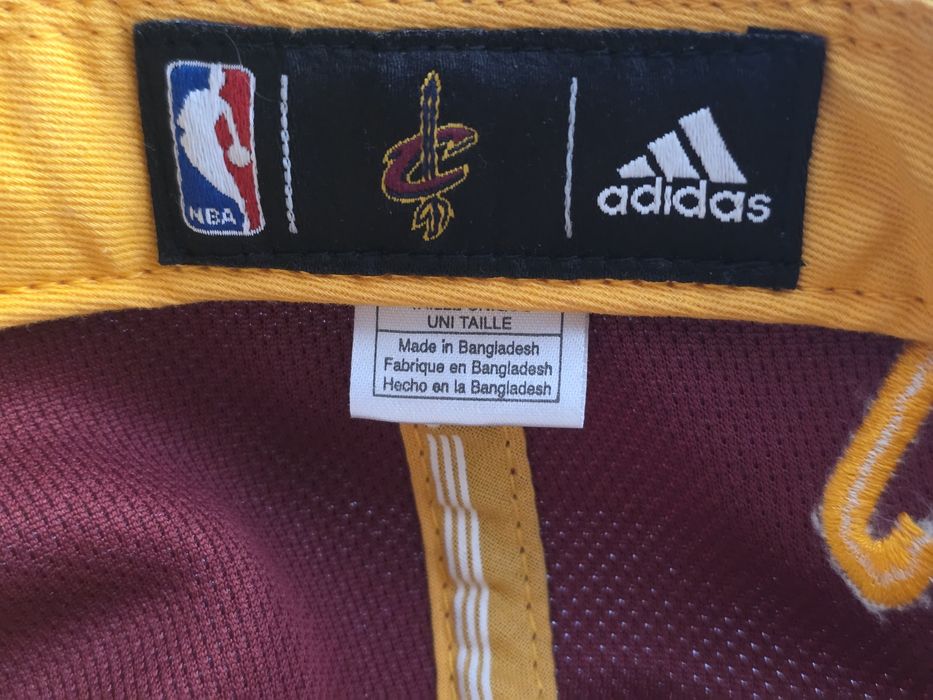 NBA
adidas
UNI TAILLE
Made in Bangladesh
Fabrique en Bangladesh
Hecho en la Bangladesh